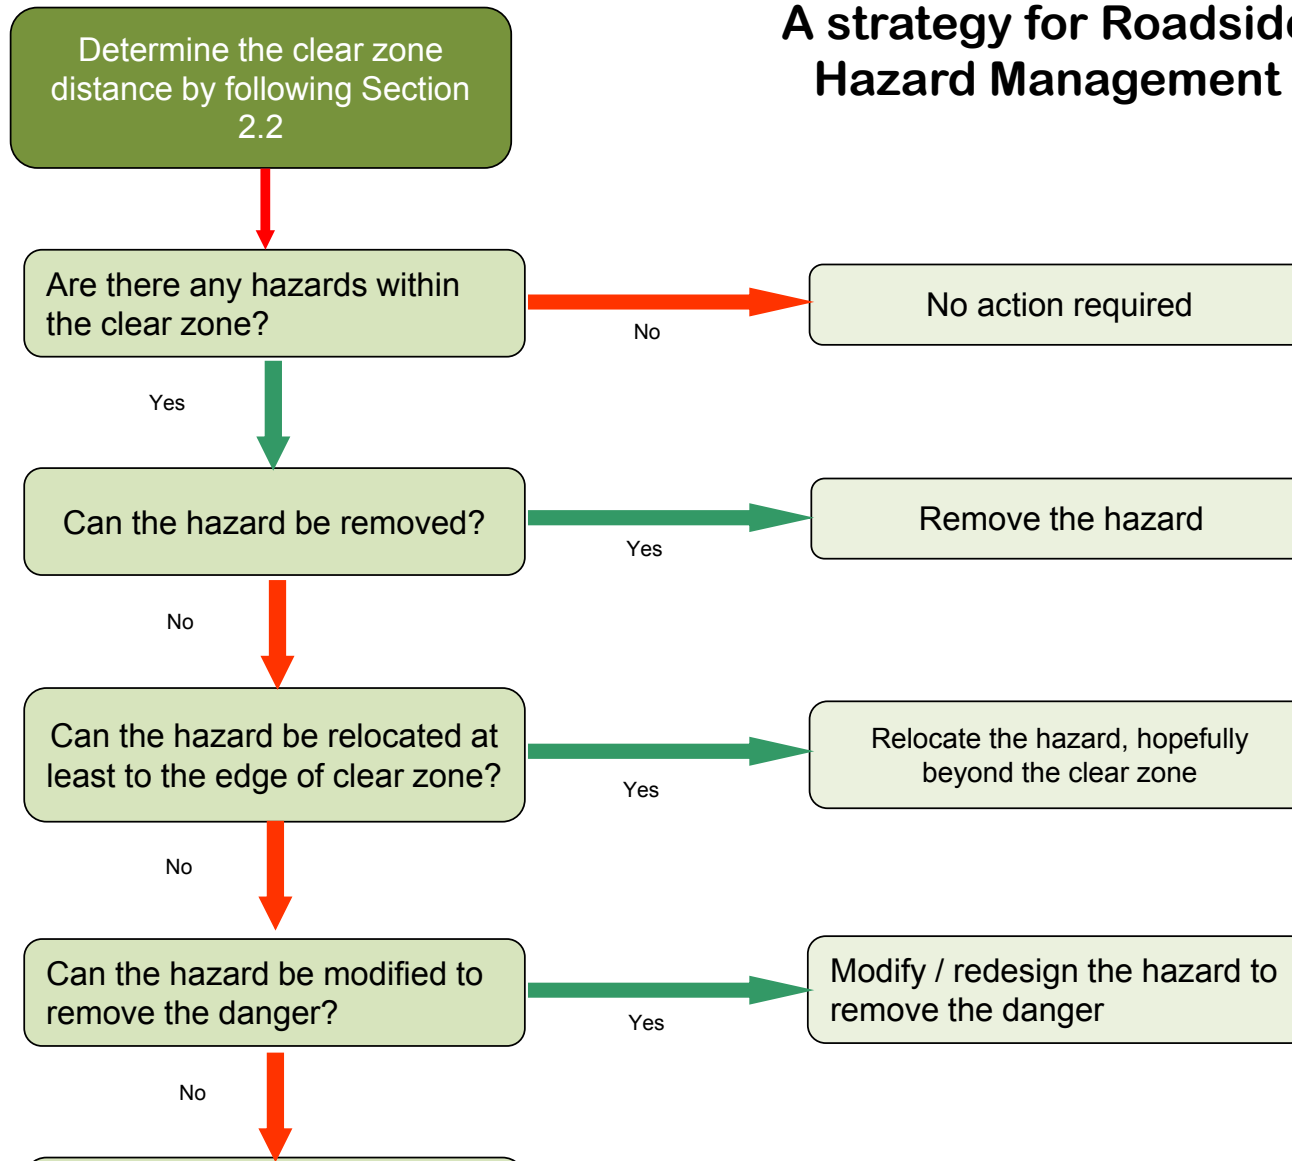 A strategy for Roadside
Hazard Management
Determine the clear zone
distance by following Section
2.2
Are there any hazards within
the clear zone?
No
No action required
Yes
Can the hazard be removed?
Yes
Remove the hazard
No
Can the hazard be relocated at
least to the edge of clear zone?
Yes
Relocate the hazard, hopefully
beyond the clear zone
No
Can the hazard be modified to
remove the danger?
Yes
Modify / redesign the hazard to
remove the danger
No